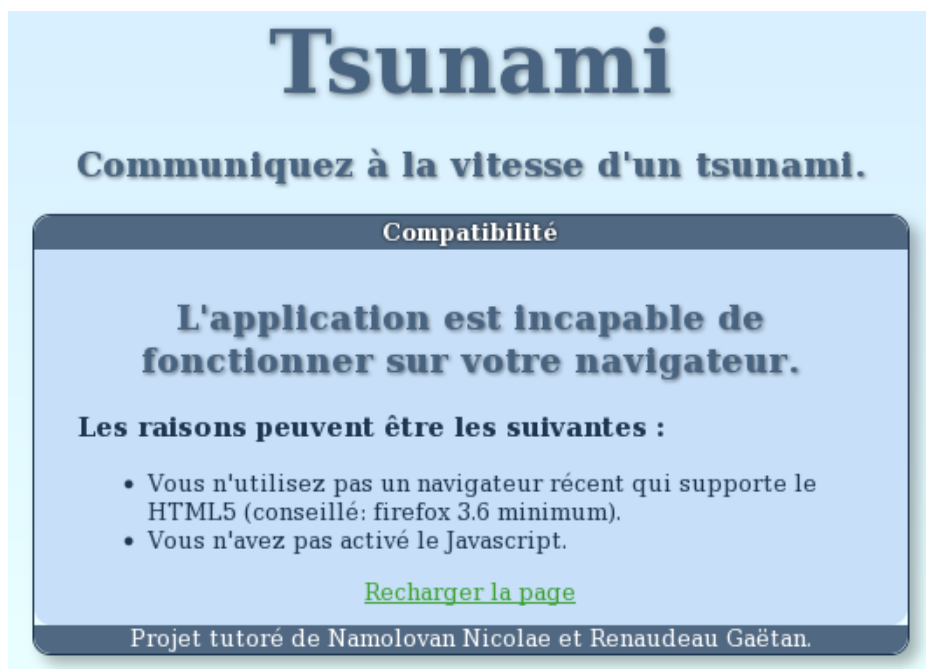 Tsunami
Communiquez à la vitesse d'un tsunami.
Compatibilité
L'application est incapable de
fonctionner sur votre navigateur.
Les raisons peuvent être les suivantes :
• Vous n'utilisez pas un navigateur récent qui supporte le
HTML5 (conseillé: firefox 3.6 minimum).
• Vous n'avez pas activé le Javascript.
Recharger la page
Projet tutoré de Namolovan Nicolae et Renaudeau Gaëtan.